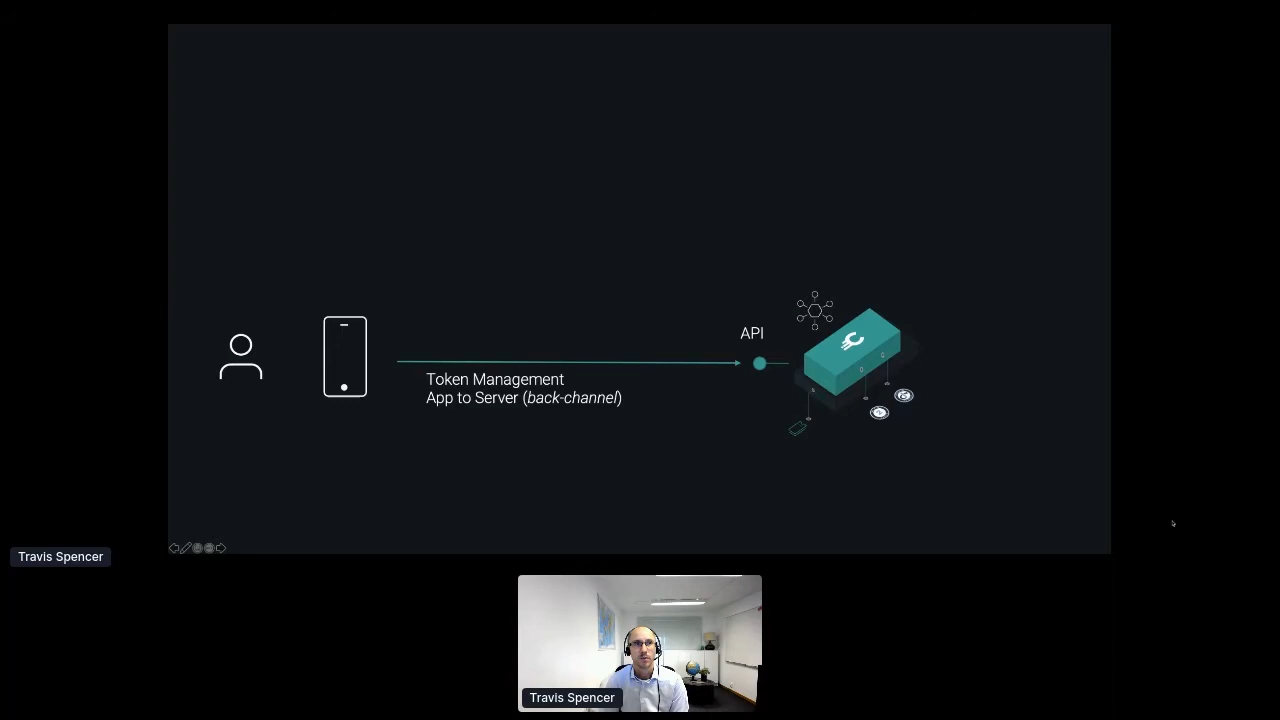 API
Token Management
App to Server (back-channel)
Travis Spencer
Travis Spencer